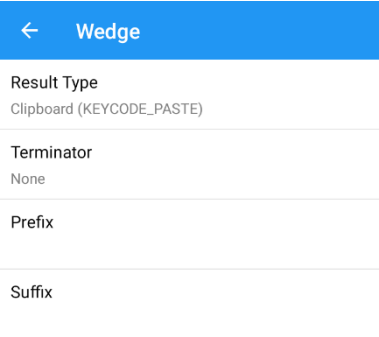 Wedge
Result Type
Clipboard (KEYCODE_PASTE)
Terminator
None
Prefix
Suffix